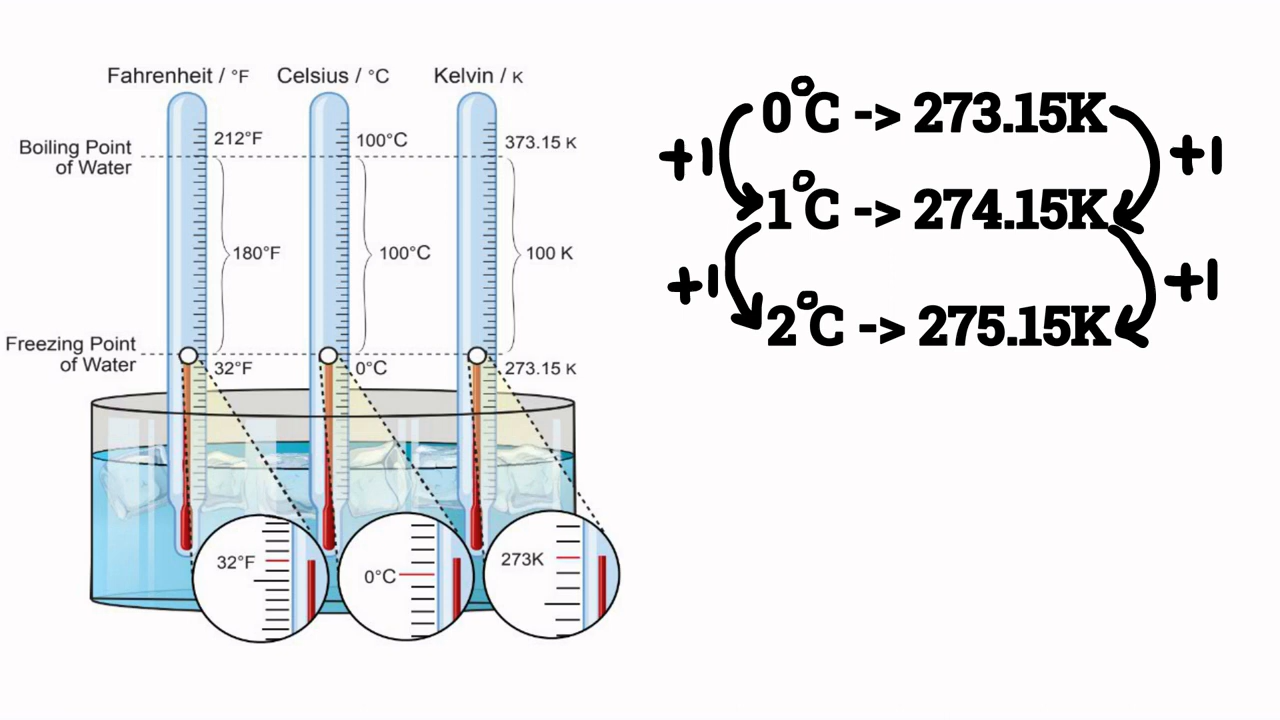 Fahrenheit / °F
Celsius / °C
Kelvin / K
Boiling Point
of Water
212°F
100°C
373.15 K
180°F
100°C
100 K
Freezing Point
of Water
32°F
0°C
273.15 K
32°F
0°C
273K
0°C -> 273.15K
+1
+1
1°C -> 274.15K
+1
+1
2°C -> 275.15K